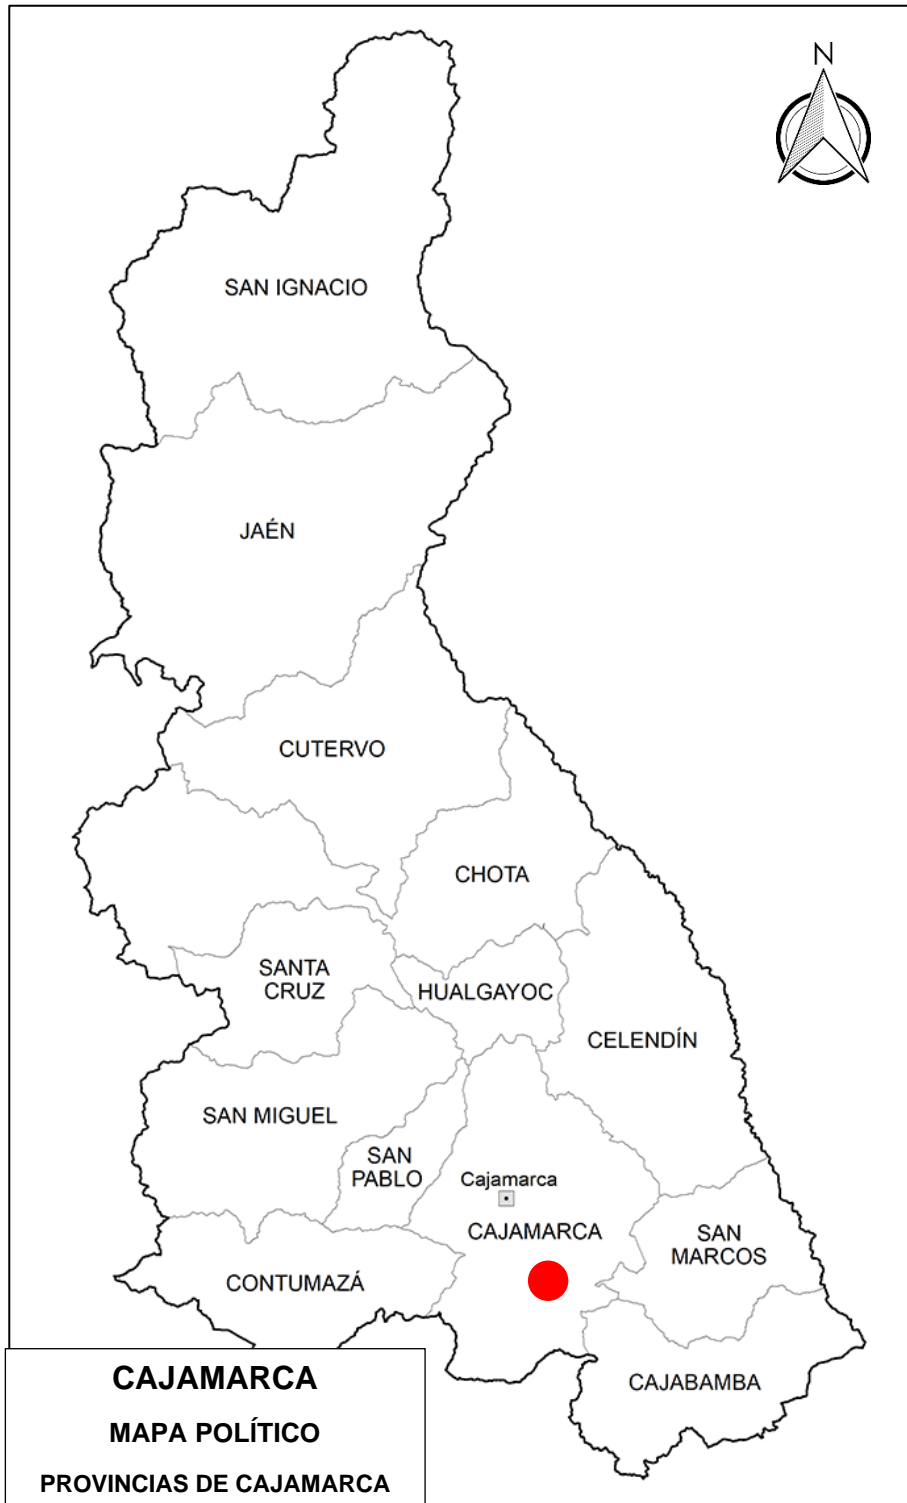 N
SAN IGNACIO
JAÉN
CUTERVO
CHOTA
SANTA
CRUZ
HUALGAYOC
CELENDÍN
SAN MIGUEL
SAN
PABLO
Cajamarca
CAJAMARCA
SAN
MARCOS
CONTUMAZÁ
CAJABAMBA
CAJAMARCA
MAPA POLÍTICO
PROVINCIAS DE CAJAMARCA